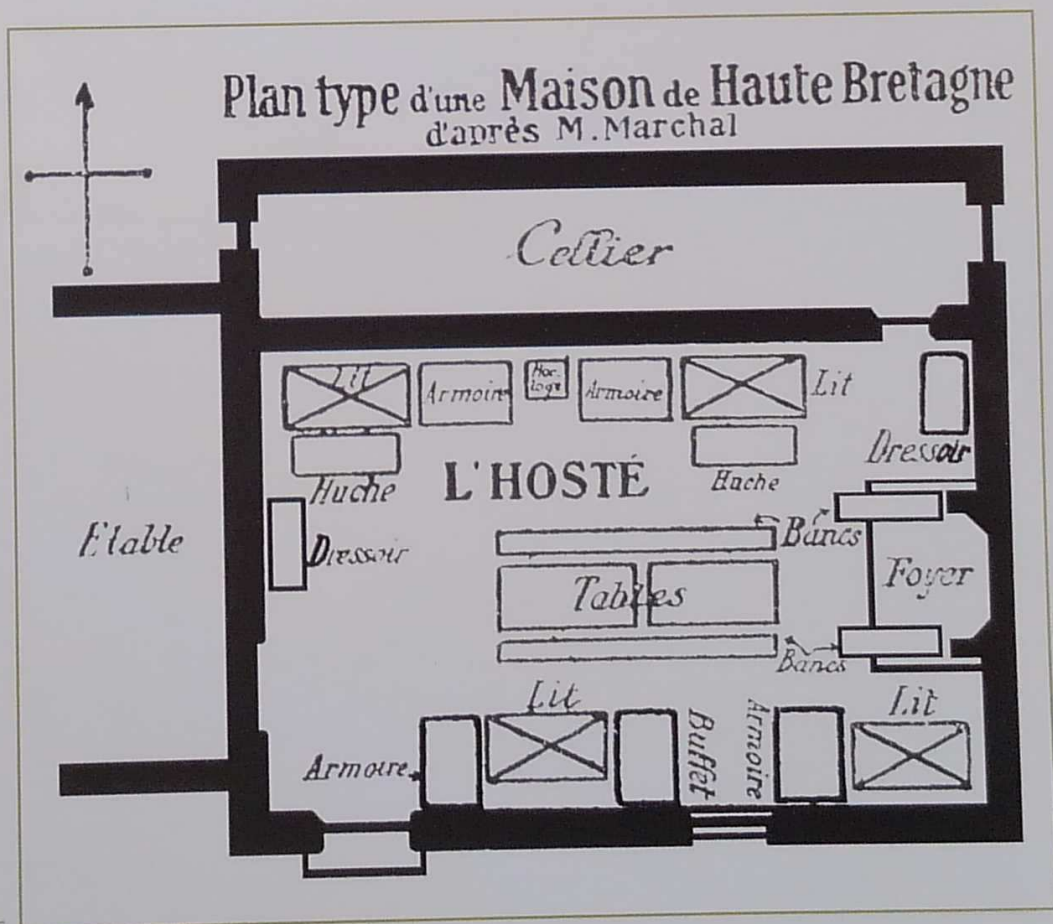 Plan type d'une Maison de Haute Bretagne
d'après M. Marchal
Cellier
Lit
Armoire
Hor-
loge
Armoire
Lit
Dressoir
Huche
L'HOSTÉ
Huche
Etable
Dressoir
Bancs
Foyer
Tables
Bancs
Lit
Lit
Armoire
Buffet
Armoire